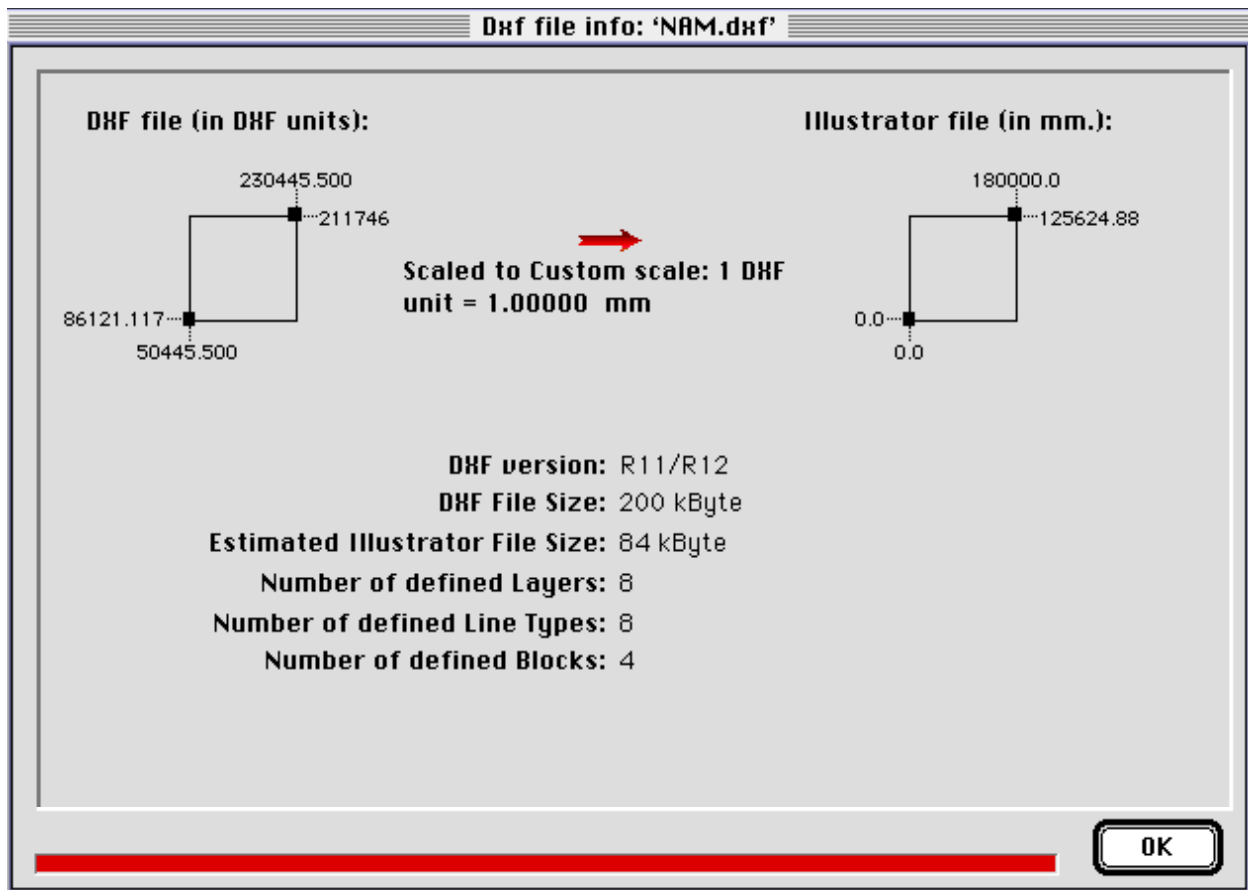 Dxf file info: ‘NAM.dxf’
DXF file (in DXF units):
Illustrator file (in mm.):
230445.500
211746
86121.117
50445.500
Scaled to Custom scale: 1 DXF
unit = 1.00000 mm
180000.0
125624.88
0.0
0.0
DXF version: R11/R12
DXF File Size: 200 kByte
Estimated Illustrator File Size: 84 kByte
Number of defined Layers: 8
Number of defined Line Types: 8
Number of defined Blocks: 4
OK